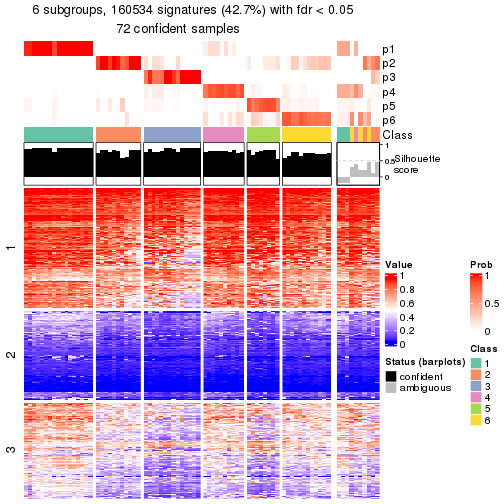 6 subgroups, 160534 signatures (42.7%) with fdr < 0.05
72 confident samples
p1
p2
p3
p4
p5
p6
Class
1
0.5
0
Silhouette
score
1
2
3
Value
1
0.8
0.6
0.4
0.2
0
Status (barplots)
confident
ambiguous
Prob
1
0.5
0
Class
1
2
3
4
5
6